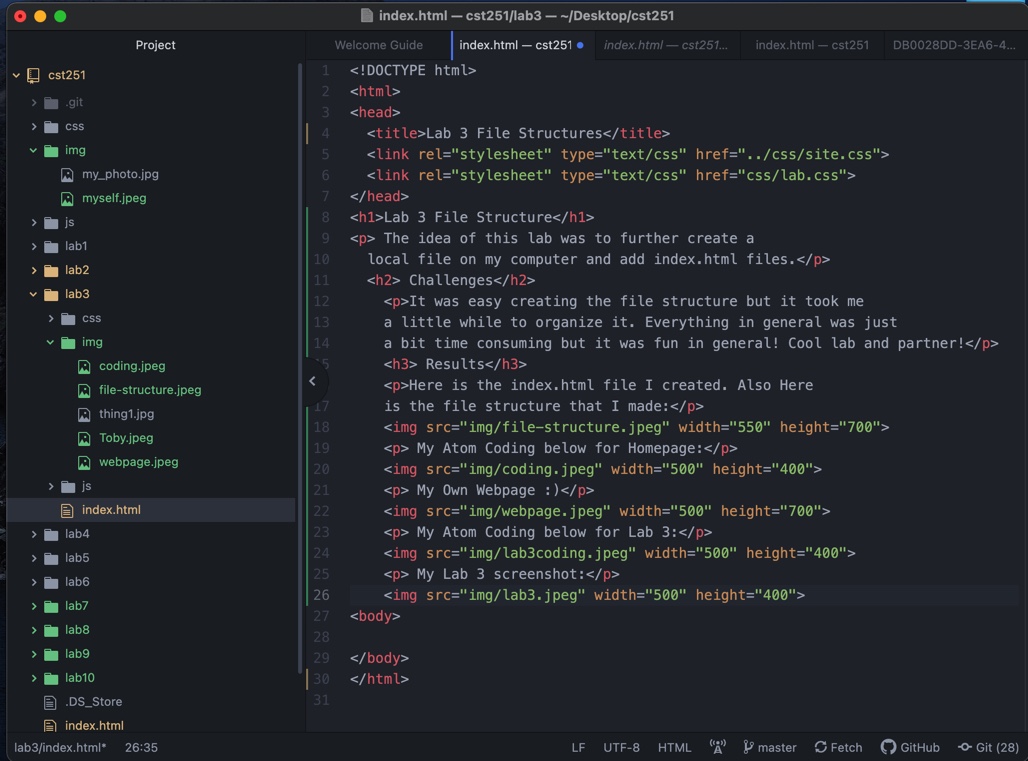 index.html — cst251/lab3 — ~/Desktop/cst251
Project
Welcome Guide
index.html — cst251
index.html — cst251...
index.html — cst251
DB0028DD-3EA6-4...
cst251
.git
css
img
my_photo.jpg
myself.jpeg
js
lab1
lab2
lab3
css
img
coding.jpeg
file-structure.jpeg
thing1.jpg
Toby.jpeg
webpage.jpeg
js
index.html
lab4
lab5
lab6
lab7
lab8
lab9
lab10
.DS_Store
index.html
1 <!DOCTYPE html>
2 <html>
3 <head>
4 <title>Lab 3 File Structures</title>
5 <link rel="stylesheet" type="text/css" href="../css/site.css">
6 <link rel="stylesheet" type="text/css" href="css/lab.css">
7 </head>
8 <h1>Lab 3 File Structure</h1>
9 <p> The idea of this lab was to further create a
10 local file on my computer and add index.html files.</p>
11 <h2> Challenges</h2>
12 <p>It was easy creating the file structure but it took me
13 a little while to organize it. Everything in general was just
14 a bit time consuming but it was fun in general! Cool lab and partner!</p>
5 <h3> Results</h3>
<p>Here is the index.html file I created. Also Here
17 is the file structure that I made:</p>
18 <img src="img/file-structure.jpeg" width="550" height="700">
19 <p> My Atom Coding below for Homepage:</p>
20 <img src="img/coding.jpeg" width="500" height="400">
21 <p> My Own Webpage :)</p>
22 <img src="img/webpage.jpeg" width="500" height="700">
23 <p> My Atom Coding below for Lab 3:</p>
24 <img src="img/lab3coding.jpeg" width="500" height="400">
25 <p> My Lab 3 screenshot:</p>
26 <img src="img/lab3.jpeg" width="500" height="400">
27 <body>
28
29 </body>
30 </html>
31
lab3/index.html* 26:35
LF UTF-8 HTML master Fetch GitHub Git (28)